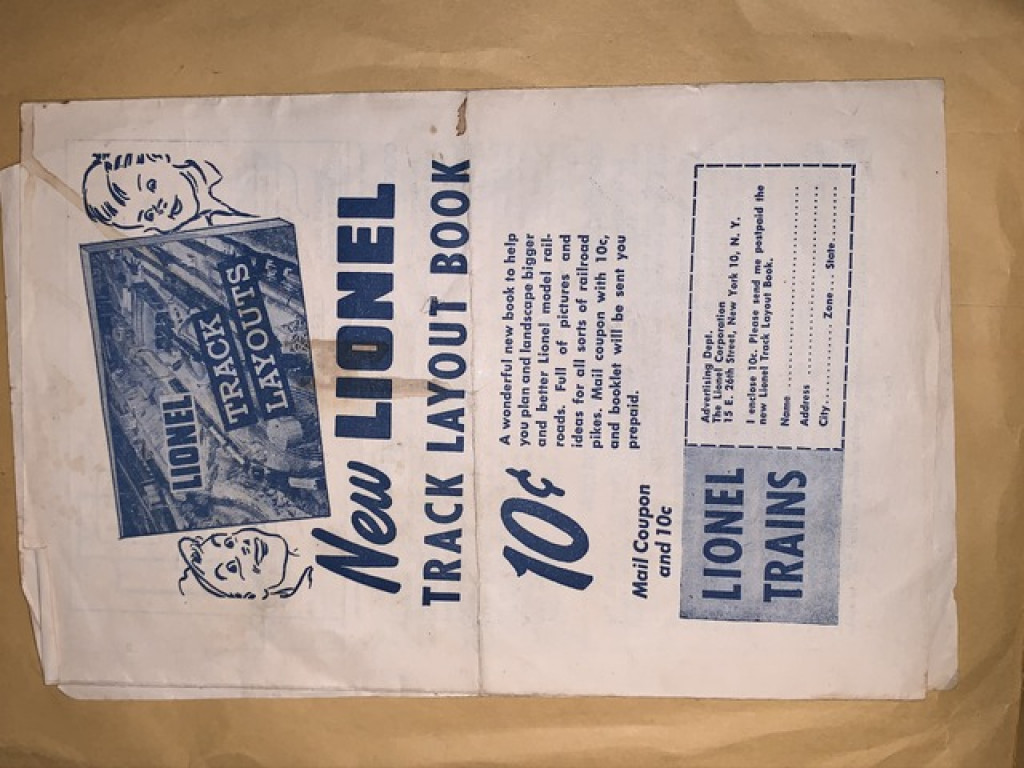 LIONEL
TRACK
LAYOUTS
New LIONEL
TRACK LAYOUT BOOK
10¢
A wonderful new book to help
you plan and landscape bigger
and better Lionel model rail-
roads. Full of pictures and
ideas for all sorts of railroad
pikes. Mail coupon with 10c,
and booklet will be sent you
prepaid.
Mail Coupon
and 10c
LIONEL
TRAINS
Advertising Dept.
The Lionel Corporation
15 E. 26th Street, New York 10, N. Y.
I enclose 10c. Please send me postpaid the
new Lionel Track Layout Book.
Name
Address
City.......... Zone... State..........